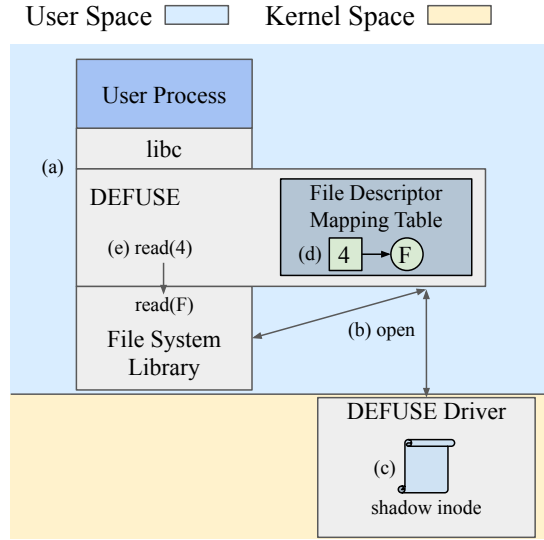 User Space Kernel Space
User Process
libc
(a)
DEFUSE
File Descriptor
Mapping Table
(d) 4 F
(e) read(4)
read(F)
File System
Library
(b) open
DEFUSE Driver
(c)
shadow inode